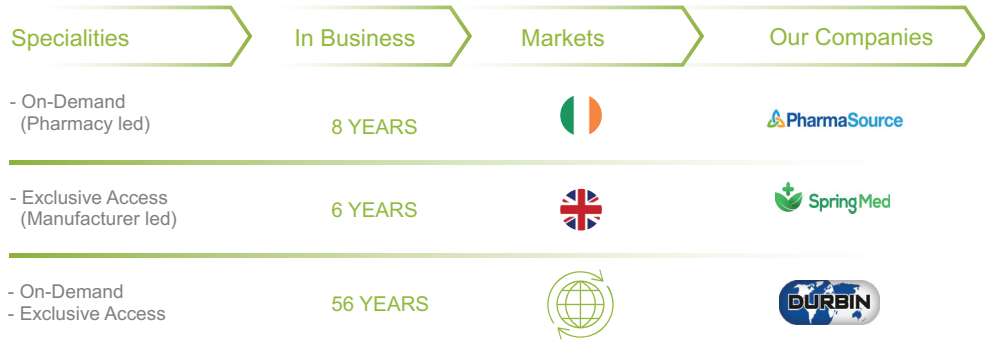 Specialities
In Business
Markets
Our Companies
- On-Demand
(Pharmacy led)
8 YEARS
PharmaSource
- Exclusive Access
(Manufacturer led)
6 YEARS
SpringMed
- On-Demand
- Exclusive Access
56 YEARS
DURBIN